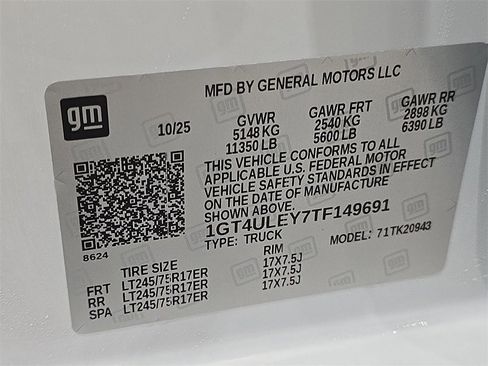 MFD BY GENERAL MOTORS LLC
gm
10/25
GVWR GAWR FRT GAWR RR
5148 KG 2540 KG 2898 KG
11350 LB 5600 LB 6390 LB
THIS VEHICLE CONFORMS TO ALL
APPLICABLE U.S. FEDERAL MOTOR
VEHICLE SAFETY STANDARDS IN EFFECT
ON THE DATE OF MANUFACTURE
SHOWN ABOVE.
1GT4ULEY7TF149691
TYPE: TRUCK MODEL: 71TK20943
8624
TIRE SIZE RIM
FRT LT245/75R17ER 17X7.5J
RR LT245/75R17ER 17X7.5J
SPA LT245/75R17ER 17X7.5J